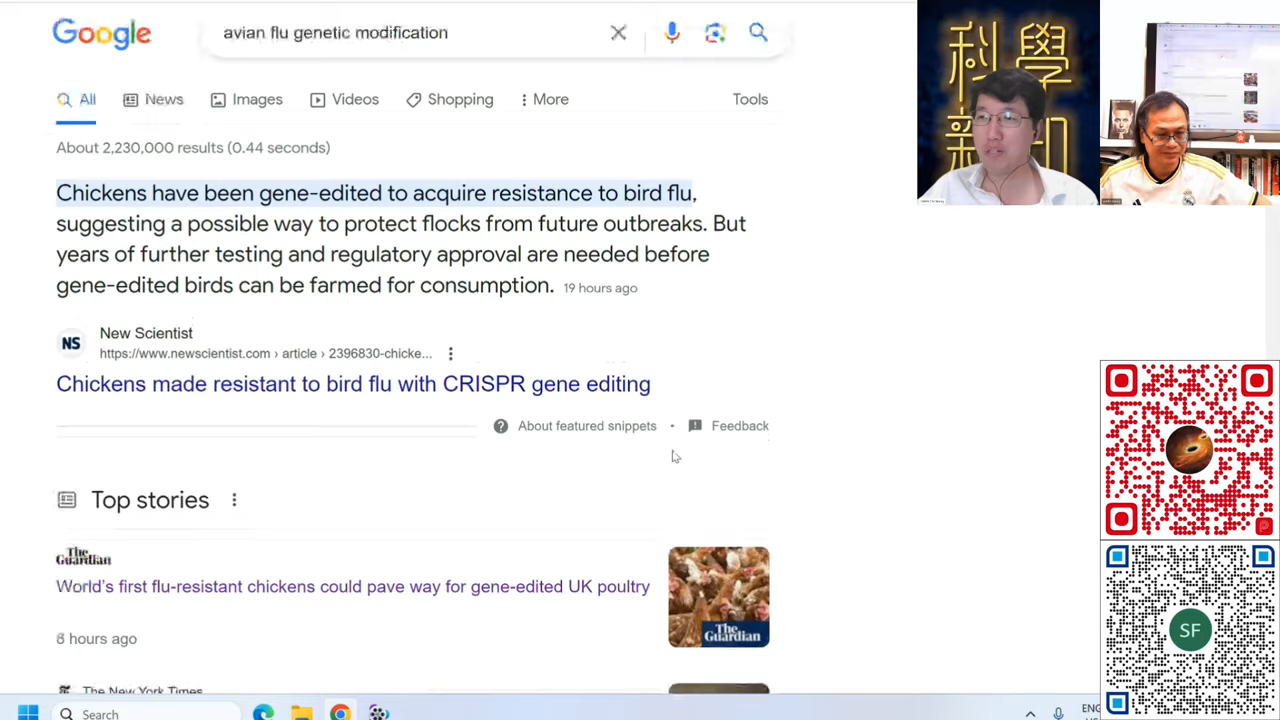 Google
avian flu genetic modification
All
News
Images
Videos
Shopping
More
Tools
About 2,230,000 results (0.44 seconds)
Chickens have been gene-edited to acquire resistance to bird flu,
suggesting a possible way to protect flocks from future outbreaks. But
years of further testing and regulatory approval are needed before
gene-edited birds can be farmed for consumption. 19 hours ago
NS
New Scientist
https://www.newscientist.com › article › 2396830-chicke...
Chickens made resistant to bird flu with CRISPR gene editing
About featured snippets
•
Feedback
Top stories
The Guardian
World's first flu-resistant chickens could pave way for gene-edited UK poultry
hours ago
The Guardian
The New York Times
Search
ENG
科學
新知
SF